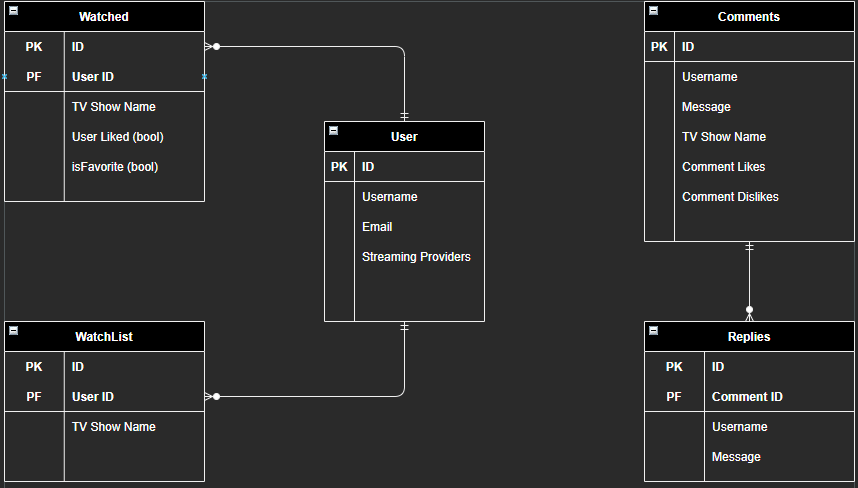 Watched
PK ID
PF User ID
TV Show Name
User Liked (bool)
isFavorite (bool)
User
PK ID
Username
Email
Streaming Providers
WatchList
PK ID
PF User ID
TV Show Name
Comments
PK ID
Username
Message
TV Show Name
Comment Likes
Comment Dislikes
Replies
PK ID
PF Comment ID
Username
Message